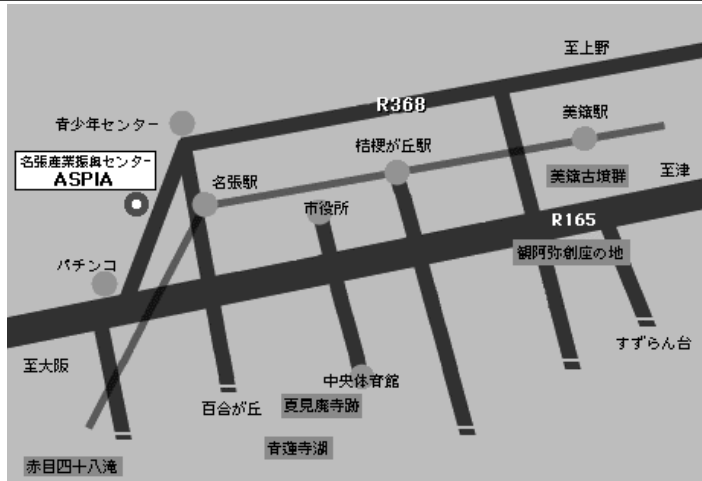 至上野
R368
青少年センター
美旗駅
桔梗が丘駅
名張産業振興センター
ASPIA
名張駅
美旗古墳群
至津
市役所
R165
観阿弥創座の地
パチンコ
すずらん台
至大阪
中央体育館
百合が丘
夏見廃寺跡
青蓮寺湖
赤目四十八滝